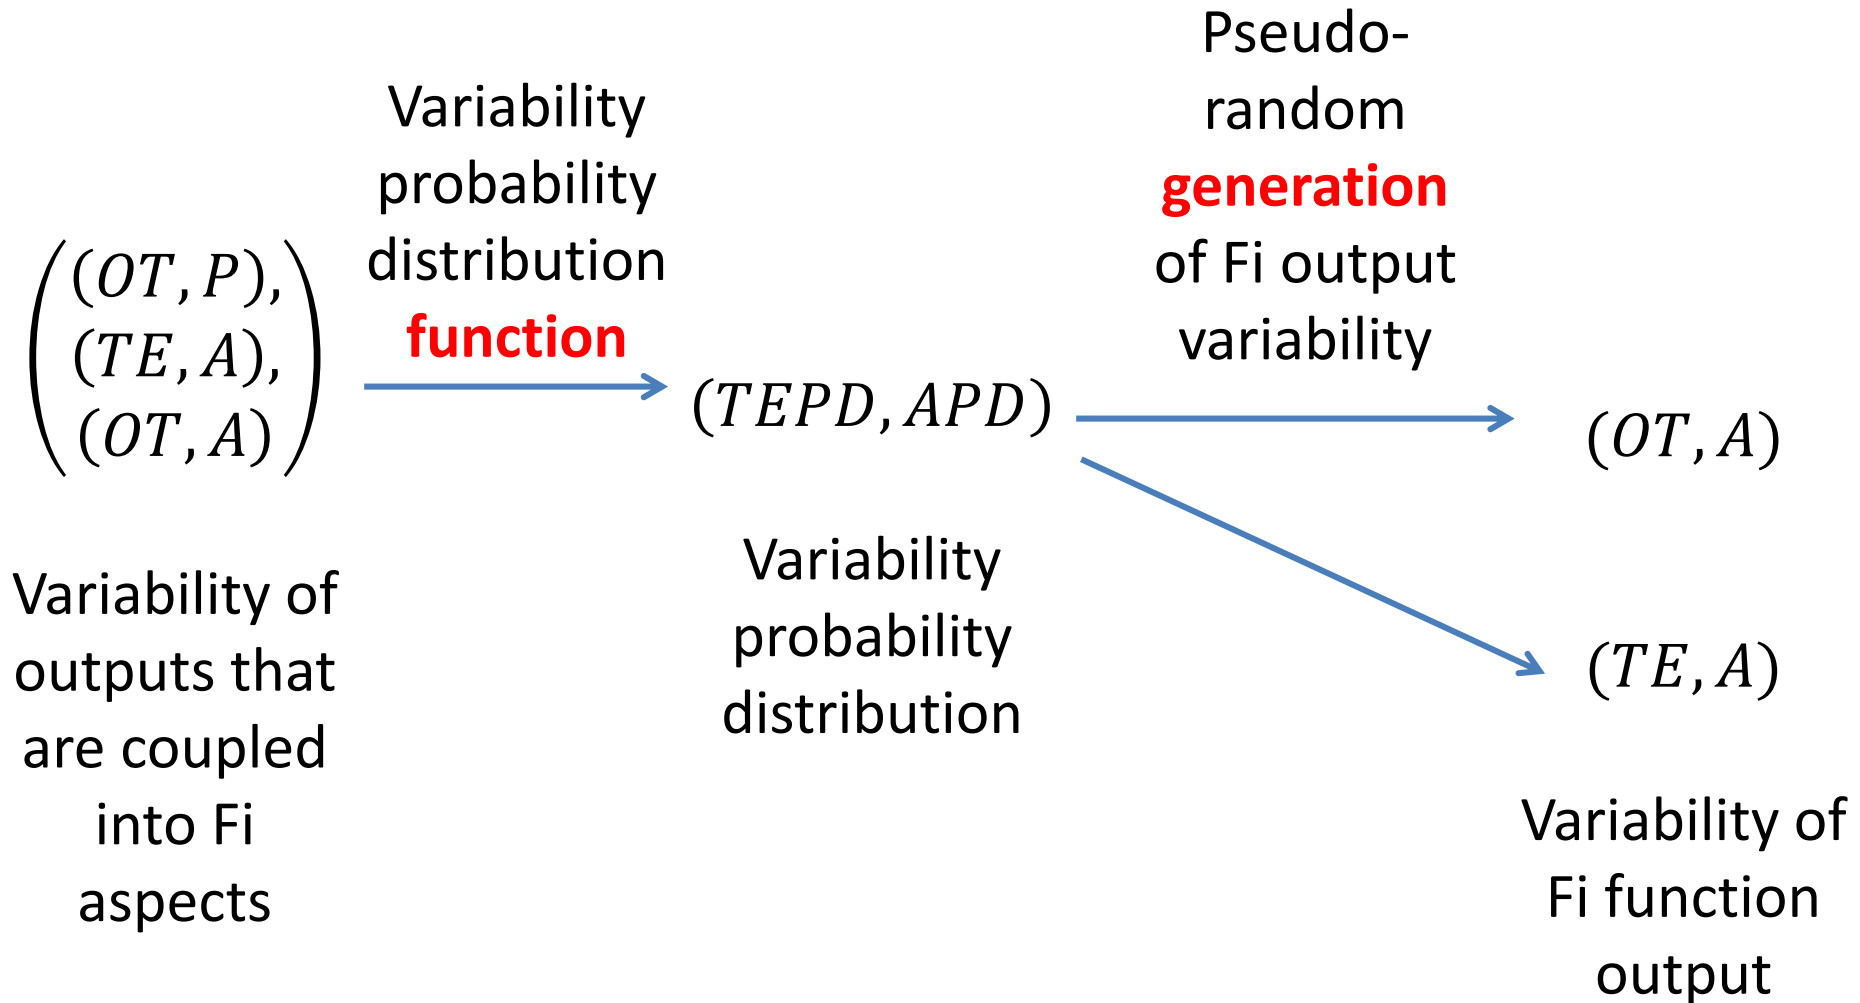 (OT, P),
(TE, A),
(OT, A)
Variability of
outputs that
are coupled
into Fi
aspects
Variability
probability
distribution
function
(TEPD, APD)
Variability
probability
distribution
Pseudo-
random
generation
of Fi output
variability
(OT, A)
(TE, A)
Variability of
Fi function
output